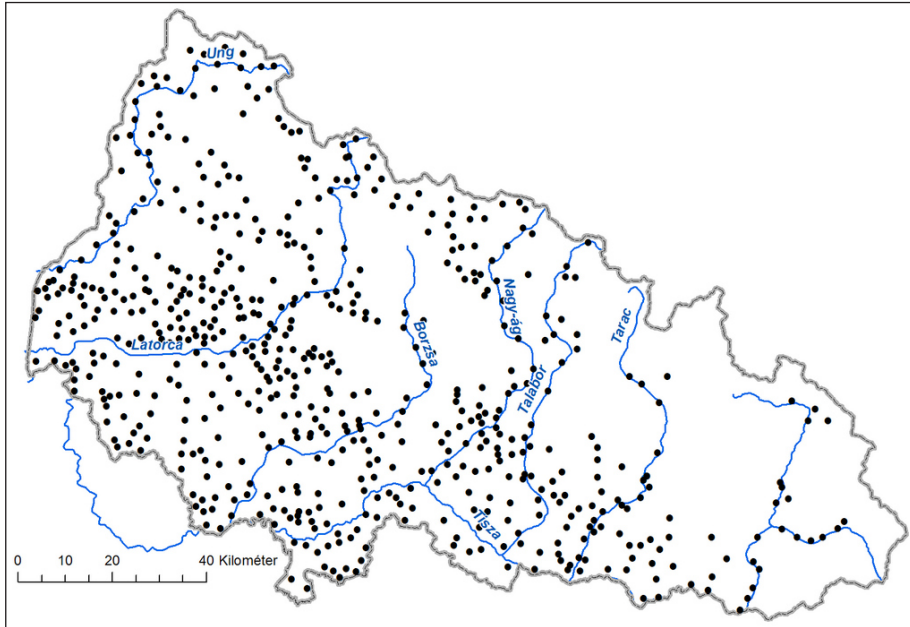 Ung
Latorca
Borzsa
Nagy-ág
Talabor
Tarac
Tisza
0 10 20 40 Kilométer